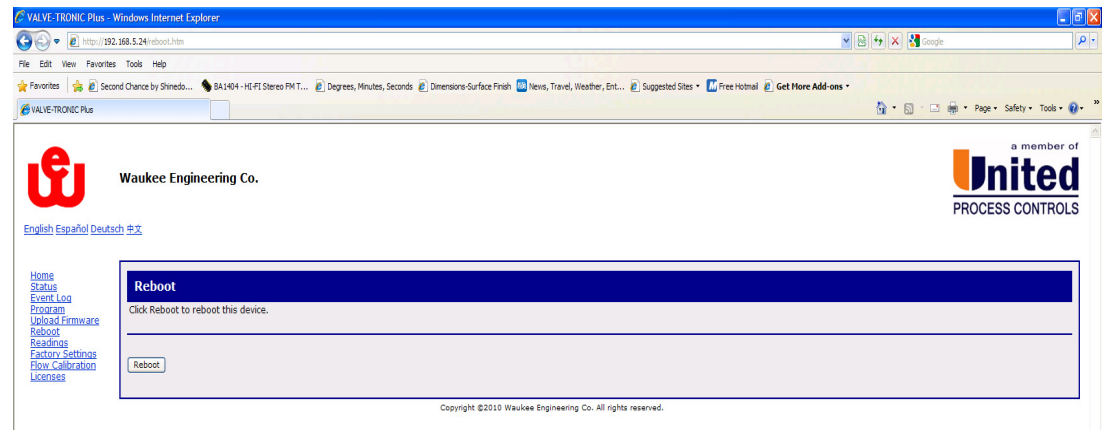 VALVE-TRONIC Plus - Windows Internet Explorer
http://192.168.5.24/reboot.htm
Google
File Edit View Favorites Tools Help
Favorites Second Chance by Shinedo... BA1404 - HI-FI Stereo FM T... Degrees, Minutes, Seconds Dimensions-Surface Finish News, Travel, Weather, Ent... Suggested Sites Free Hotmail Get More Add-ons
VALVE-TRONIC Plus
Page Safety Tools
a member of
United
PROCESS CONTROLS
Waukee Engineering Co.
English Español Deutsch 中文
Home
Status
Event Log
Program
Upload Firmware
Reboot
Readings
Factory Settings
Flow Calibration
Licenses
Reboot
Click Reboot to reboot this device.
Reboot
Copyright ©2010 Waukee Engineering Co. All rights reserved.